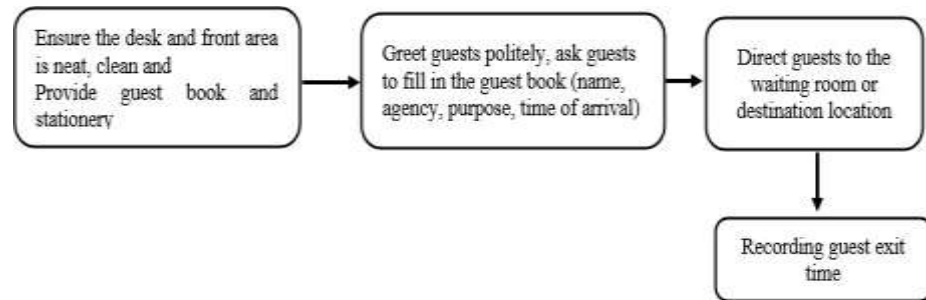 Ensure the desk and front area
is neat, clean and
Provide guest book and
stationery
Greet guests politely, ask guests
to fill in the guest book (name,
agency, purpose, time of arrival)
Direct guests to the
waiting room or
destination location
Recording guest exit
time